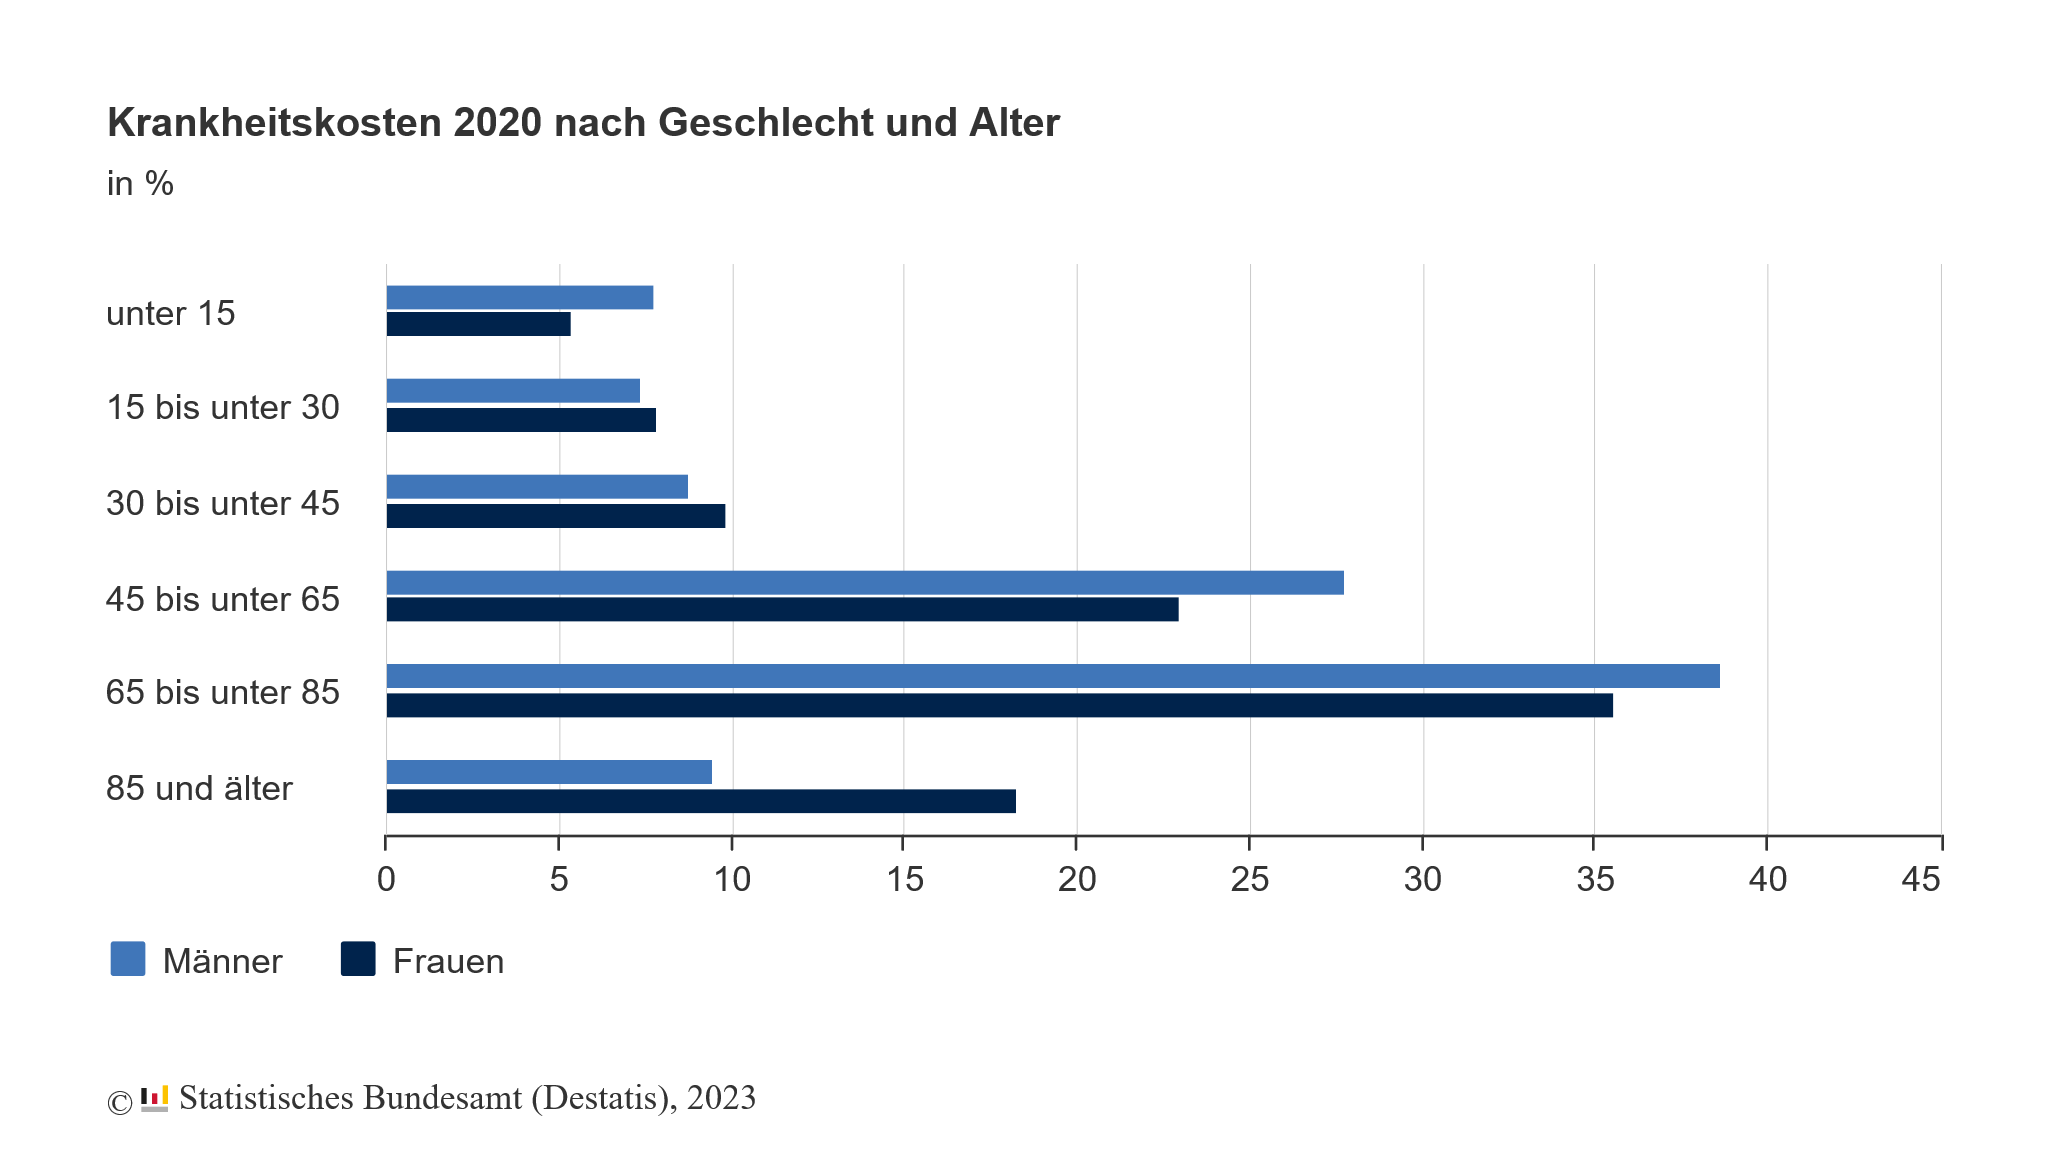 Krankheitskosten 2020 nach Geschlecht und Alter
in %
unter 15
15 bis unter 30
30 bis unter 45
45 bis unter 65
65 bis unter 85
85 und älter
0 5 10 15 20 25 30 35 40 45
Männer Frauen
© Statistisches Bundesamt (Destatis), 2023